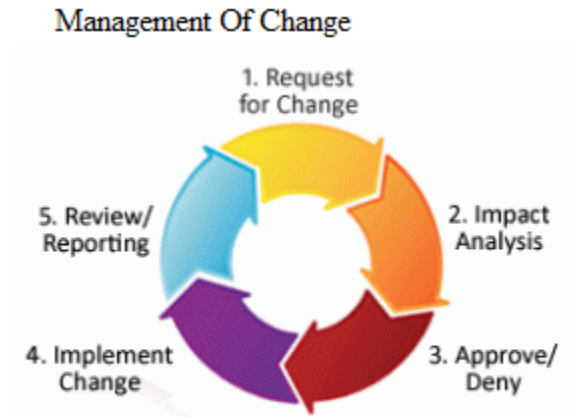 Management Of Change
1. Request
for Change
2. Impact
Analysis
3. Approve/
Deny
4. Implement
Change
5. Review/
Reporting